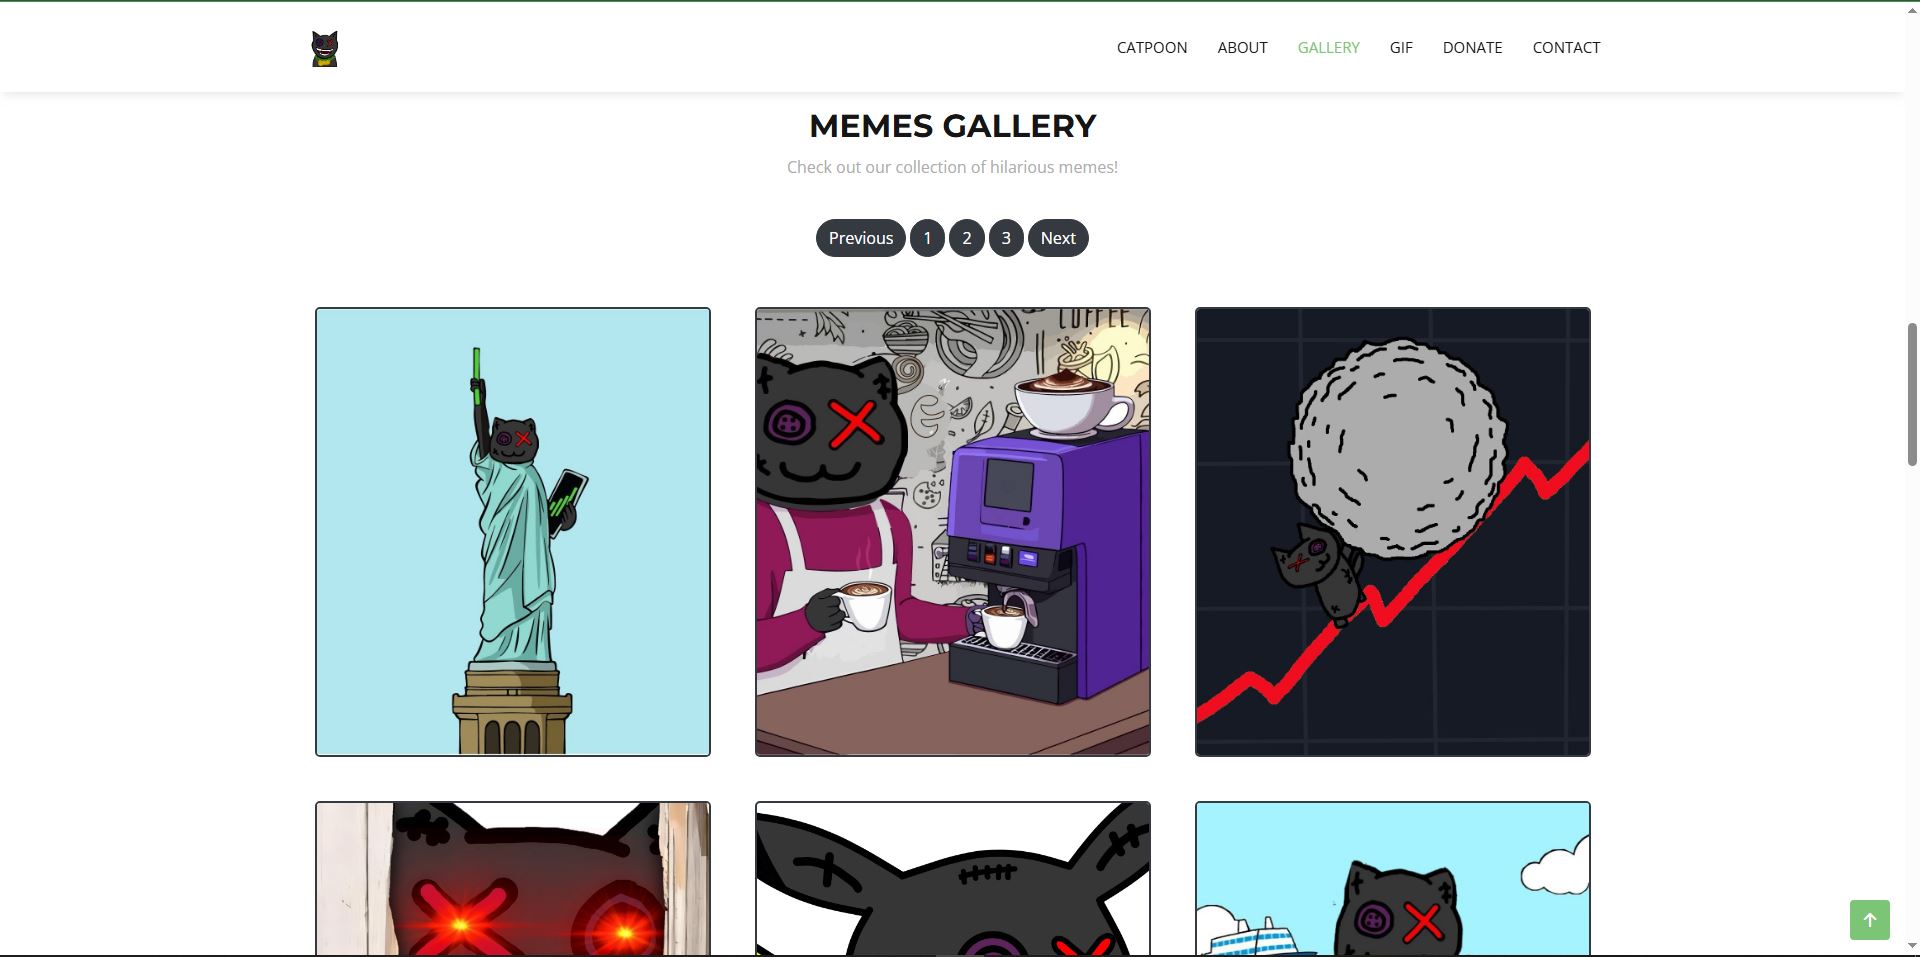 CATPOON ABOUT GALLERY GIF DONATE CONTACT
MEMES GALLERY
Check out our collection of hilarious memes!
Previous 1 2 3 Next
COFFEE